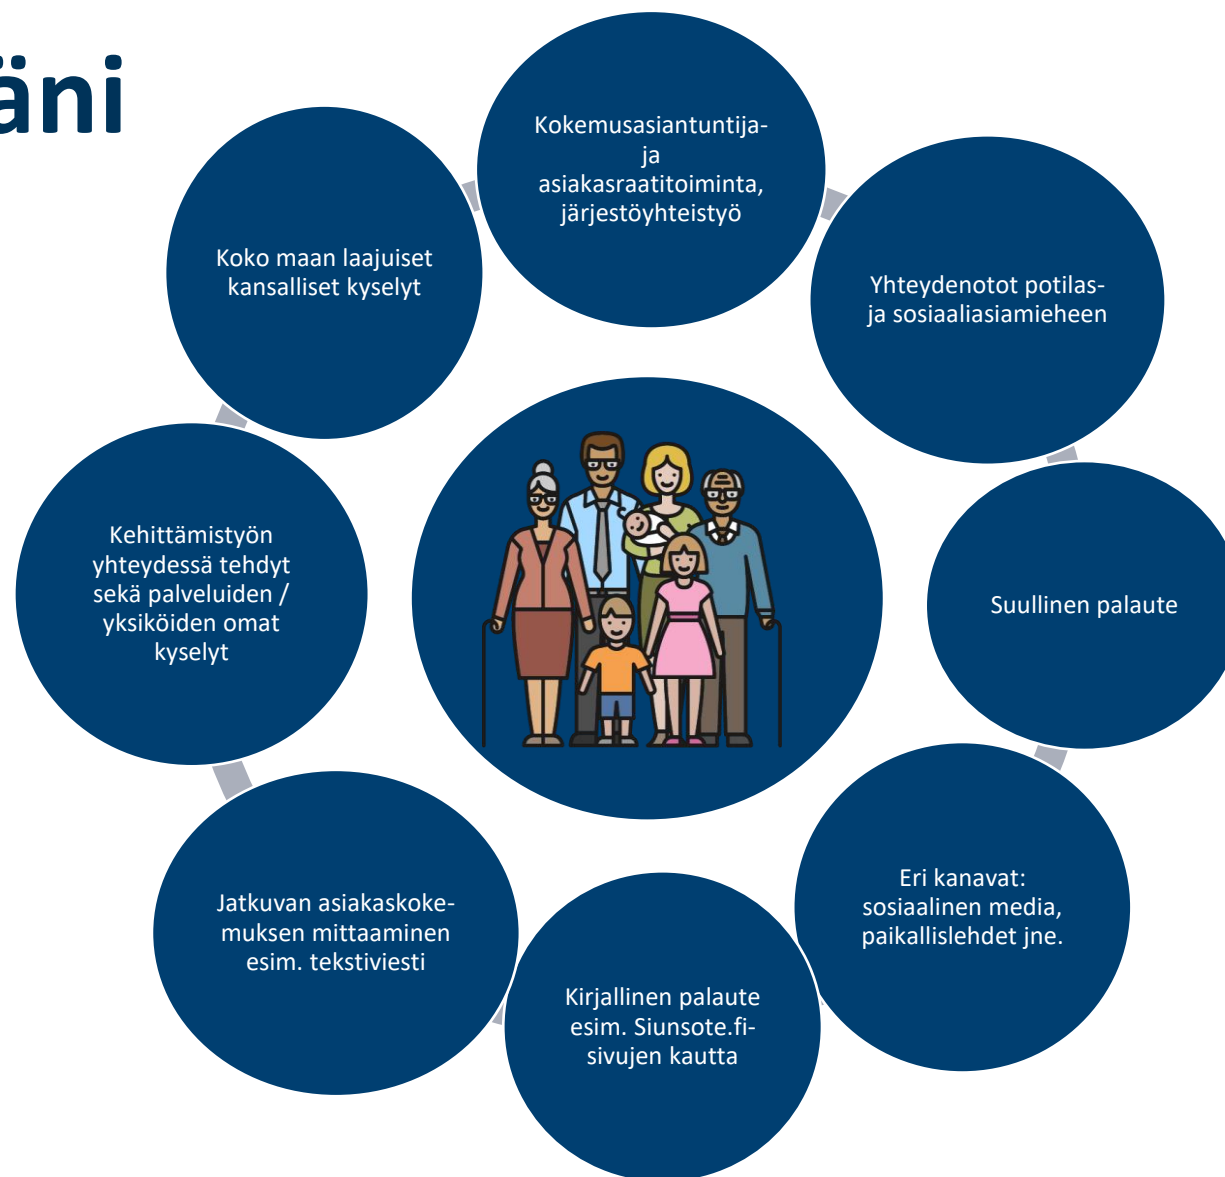 äni
Kokemusasiantuntija-
ja
asiakasraatitoiminta,
järjestöyhteistyö
Yhteydenotot potilas-
ja sosiaaliasiamieheen
Suullinen palaute
Eri kanavat:
sosiaalinen media,
paikallislehdet jne.
Kirjallinen palaute
esim. Siunsote.fi-
sivujen kautta
Jatkuvan asiakaskoke-
muksen mittaaminen
esim. tekstiviesti
Kehittämistyön
yhteydessä tehdyt
sekä palveluiden /
yksiköiden omat
kyselyt
Koko maan laajuiset
kansalliset kyselyt